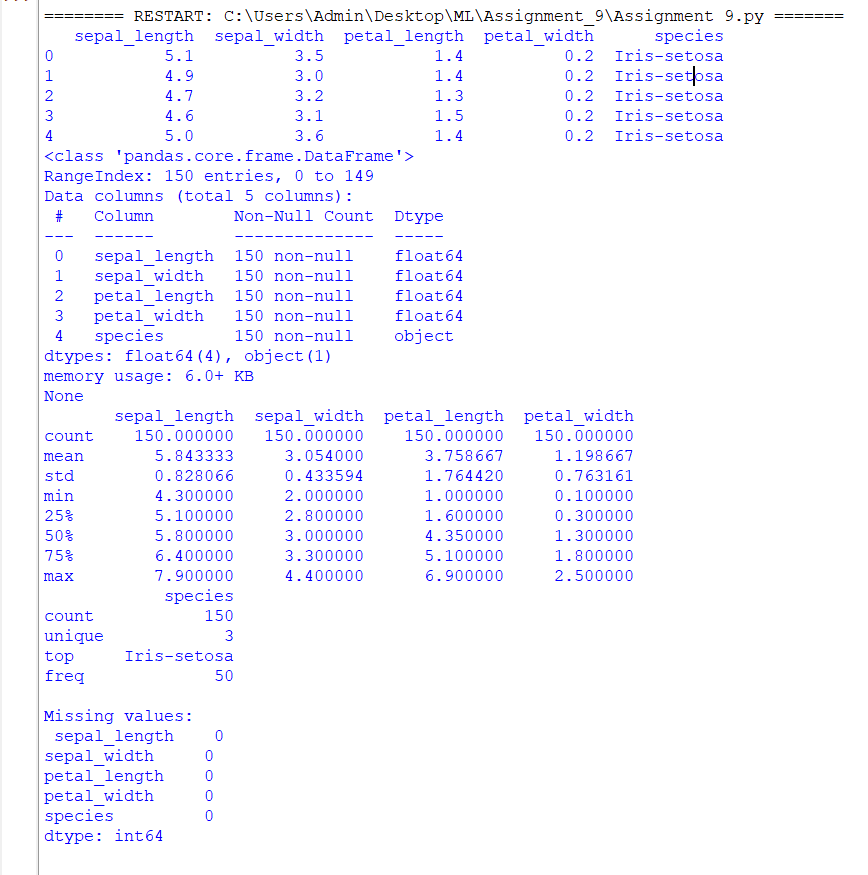 ======== RESTART: C:\Users\Admin\Desktop\ML\Assignment_9\Assignment 9.py =======
   sepal_length  sepal_width  petal_length  petal_width      species
0           5.1          3.5           1.4          0.2  Iris-setosa
1           4.9          3.0           1.4          0.2  Iris-setosa
2           4.7          3.2           1.3          0.2  Iris-setosa
3           4.6          3.1           1.5          0.2  Iris-setosa
4           5.0          3.6           1.4          0.2  Iris-setosa
<class 'pandas.core.frame.DataFrame'>
RangeIndex: 150 entries, 0 to 149
Data columns (total 5 columns):
 #   Column        Non-Null Count  Dtype
---  ------        --------------  -----
 0   sepal_length  150 non-null    float64
 1   sepal_width   150 non-null    float64
 2   petal_length  150 non-null    float64
 3   petal_width   150 non-null    float64
 4   species       150 non-null    object
dtypes: float64(4), object(1)
memory usage: 6.0+ KB
None
       sepal_length  sepal_width  petal_length  petal_width
count    150.000000   150.000000    150.000000   150.000000
mean       5.843333     3.054000      3.758667     1.198667
std        0.828066     0.433594      1.764420     0.763161
min        4.300000     2.000000      1.000000     0.100000
25%        5.100000     2.800000      1.600000     0.300000
50%        5.800000     3.000000      4.350000     1.300000
75%        6.400000     3.300000      5.100000     1.800000
max        7.900000     4.400000      6.900000     2.500000
            species
count           150
unique            3
top     Iris-setosa
freq             50

Missing values:
 sepal_length    0
sepal_width     0
petal_length    0
petal_width     0
species         0
dtype: int64